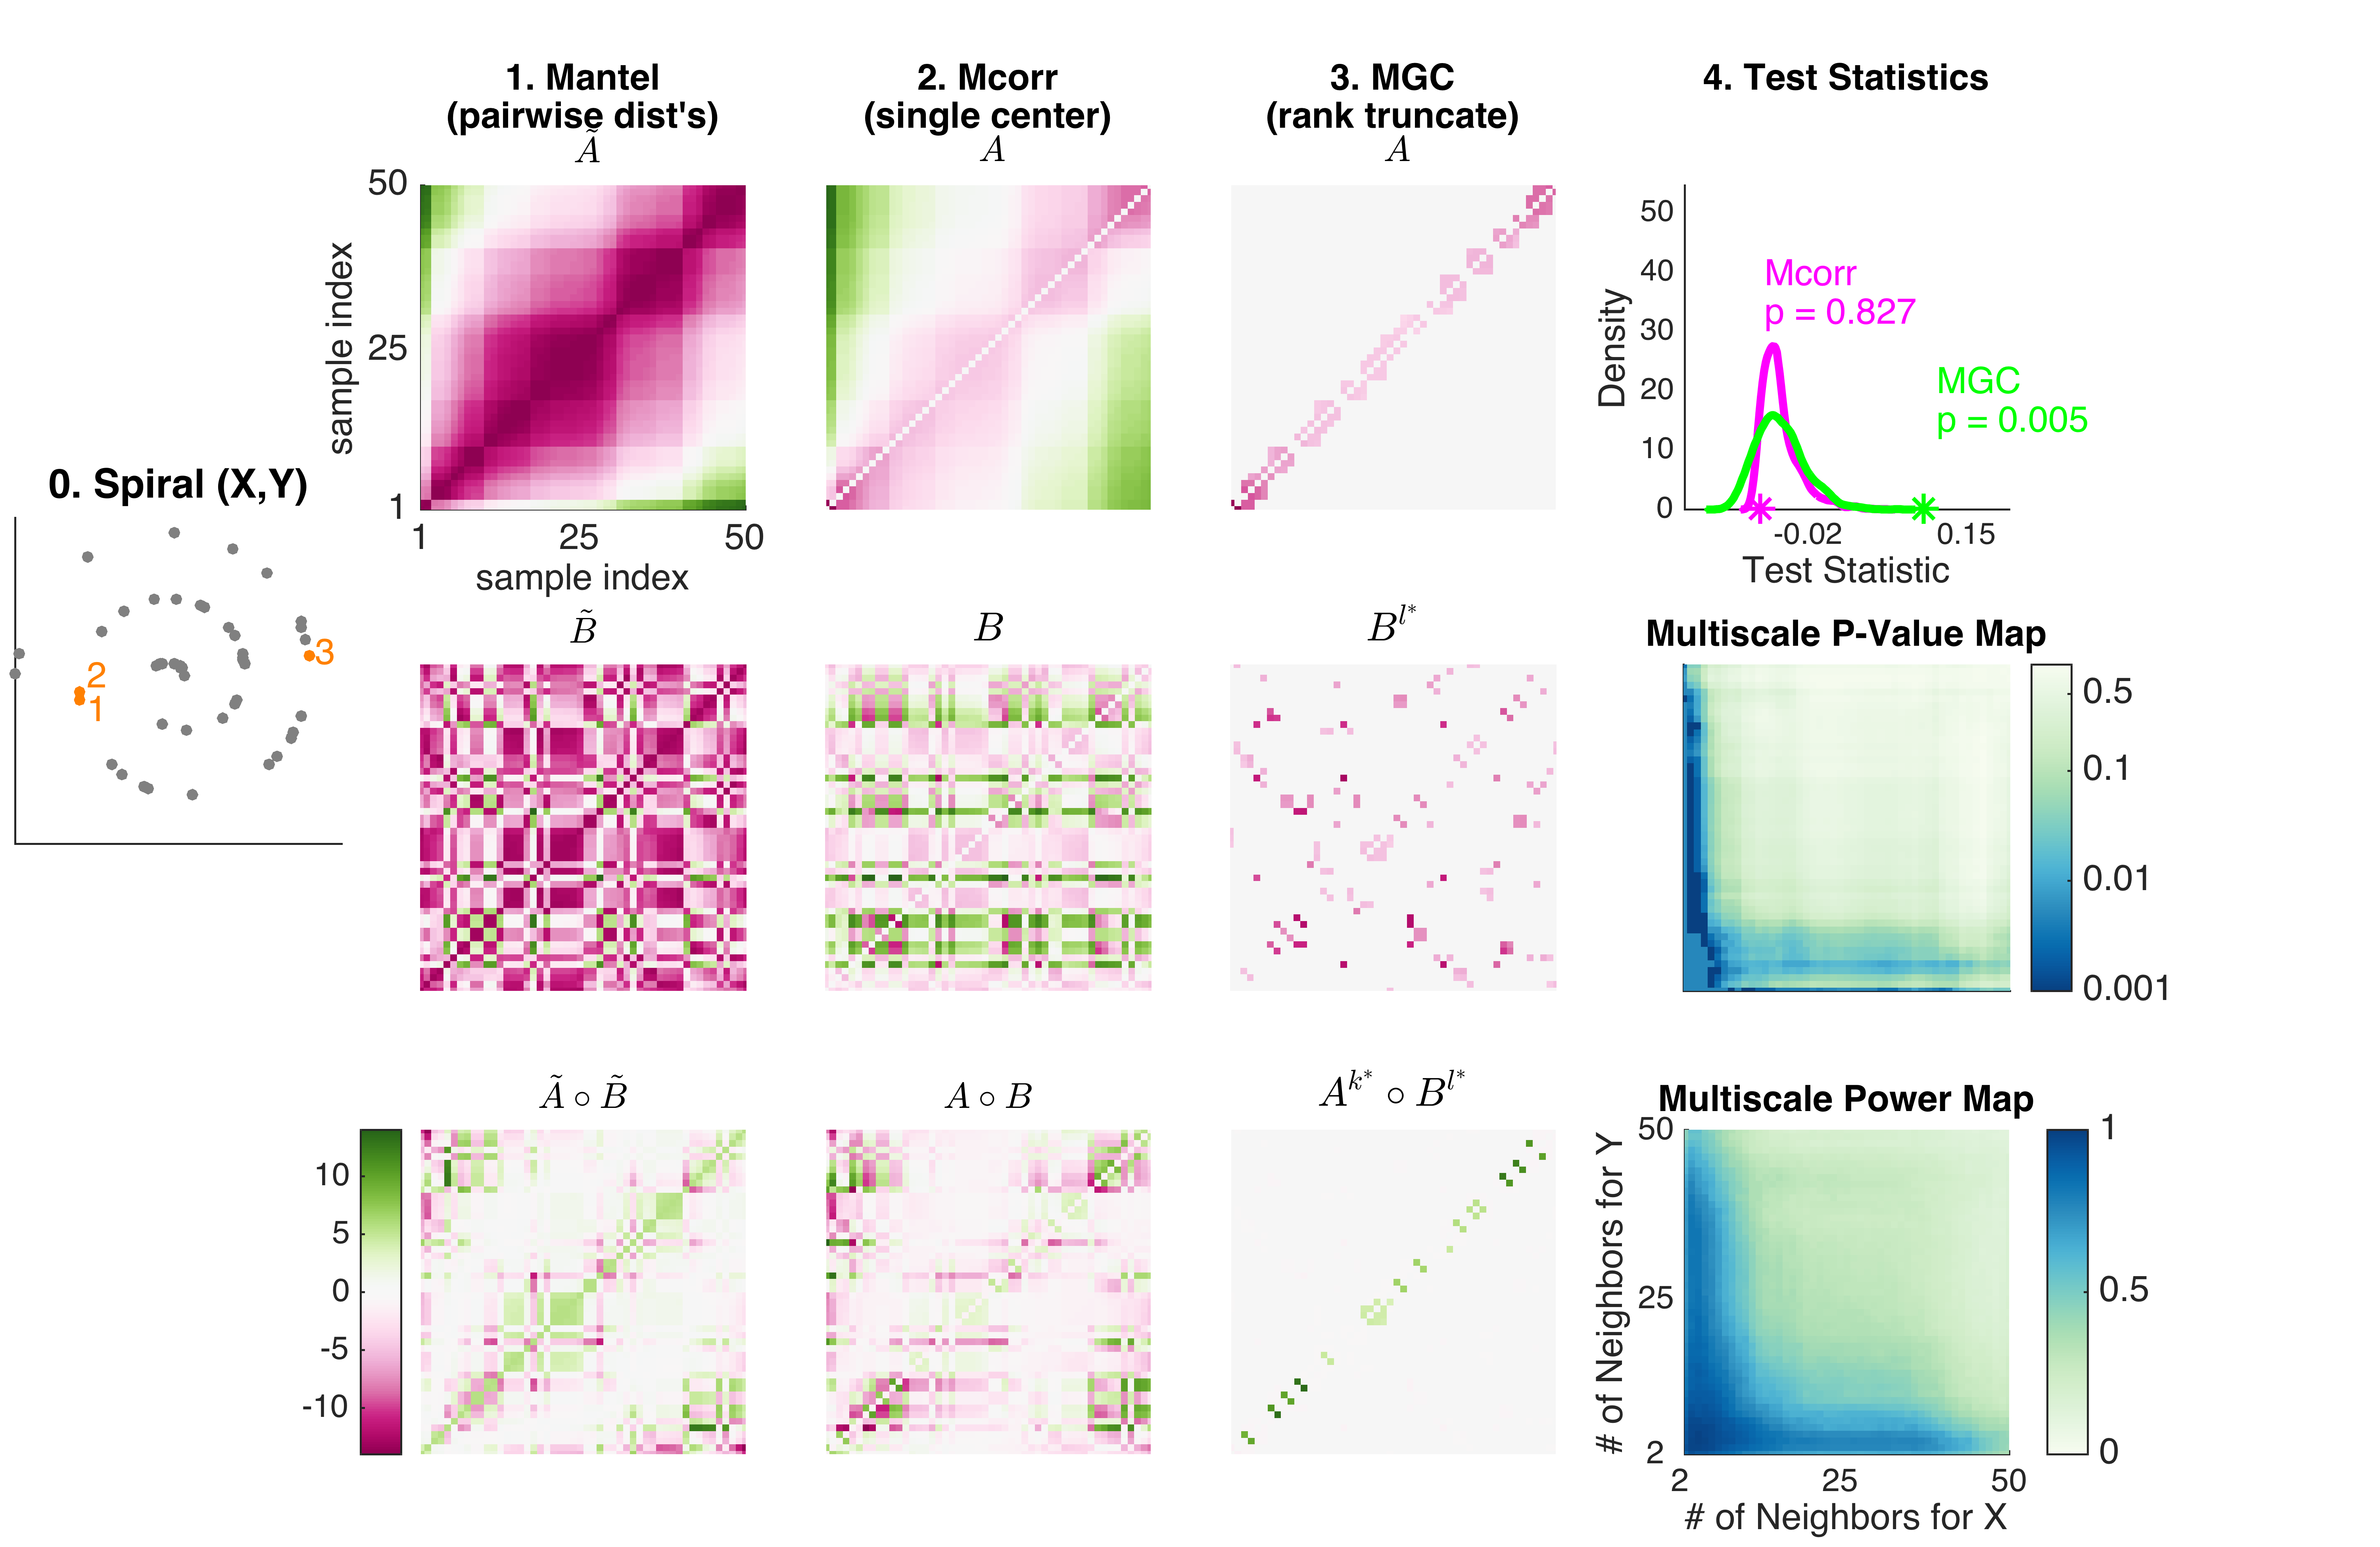 1. Mantel
(pairwise dist's)
Ã
2. Mcorr
(single center)
A
3. MGC
(rank truncate)
A
4. Test Statistics
50
25
1
sample index
1 25 50
sample index
50
40
30
20
10
0
Density
Mcorr
p = 0.827
MGC
p = 0.005
-0.02 0.15
Test Statistic
0. Spiral (X,Y)
1
2
3
B̃
B
B^{l*}
Multiscale P-Value Map
0.5
0.1
0.01
0.001
Ã ∘ B̃
A ∘ B
A^{k*} ∘ B^{l*}
10
5
0
-5
-10
Multiscale Power Map
50
25
2
# of Neighbors for Y
2 25 50
# of Neighbors for X
1
0.5
0